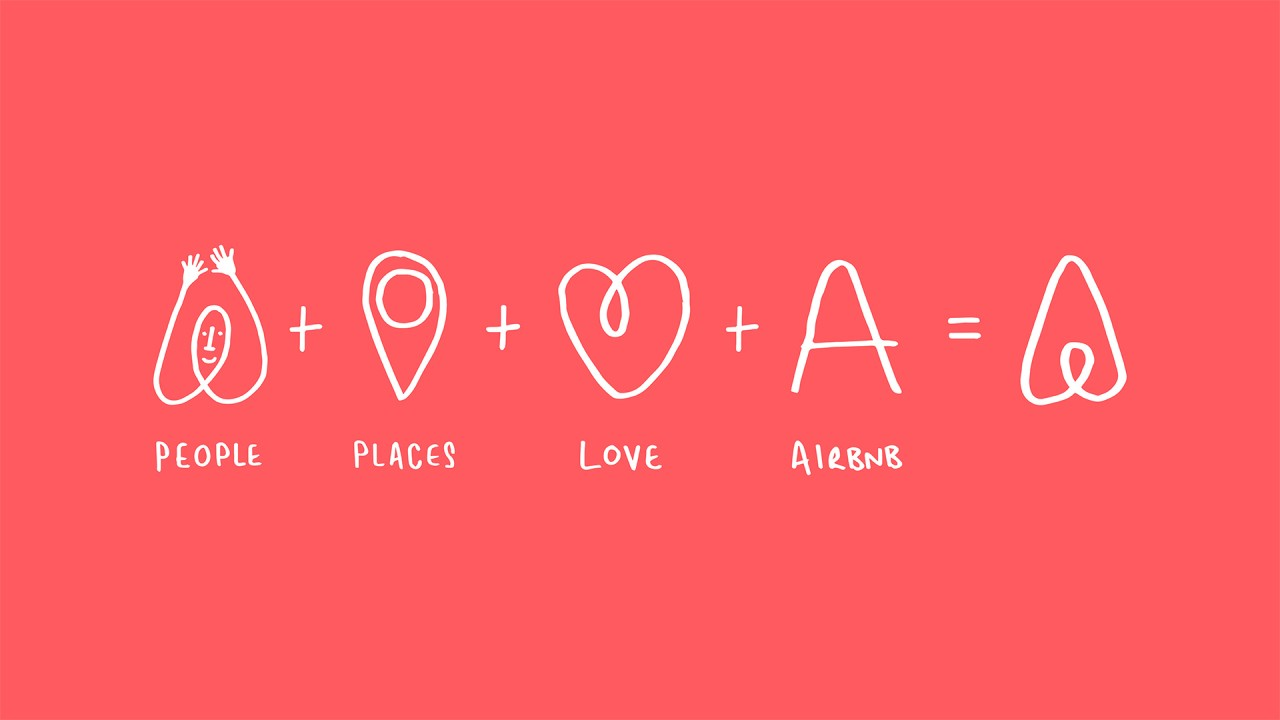 + + + A =
PEOPLE PLACES LOVE AIRBNB